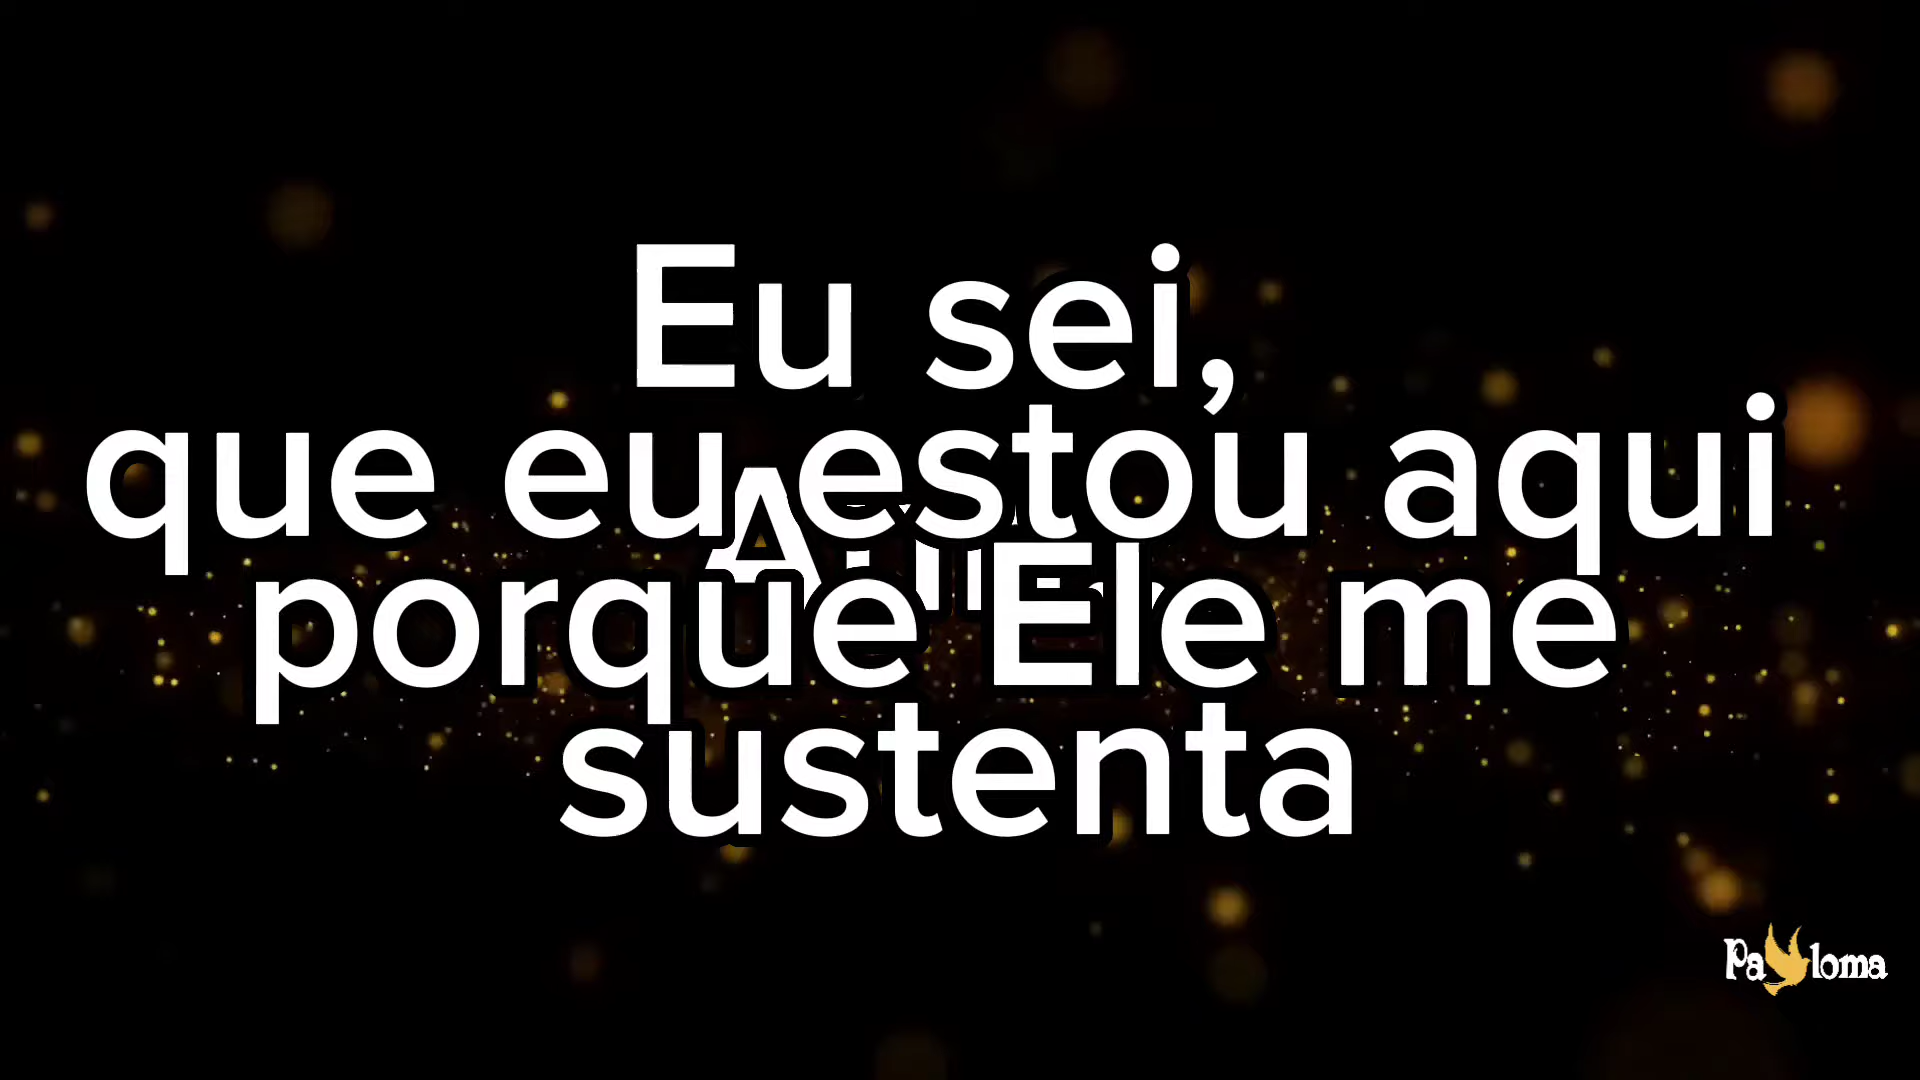 Eu sei,
que eu estou aqui
porque Ele me
sustenta
Paloma